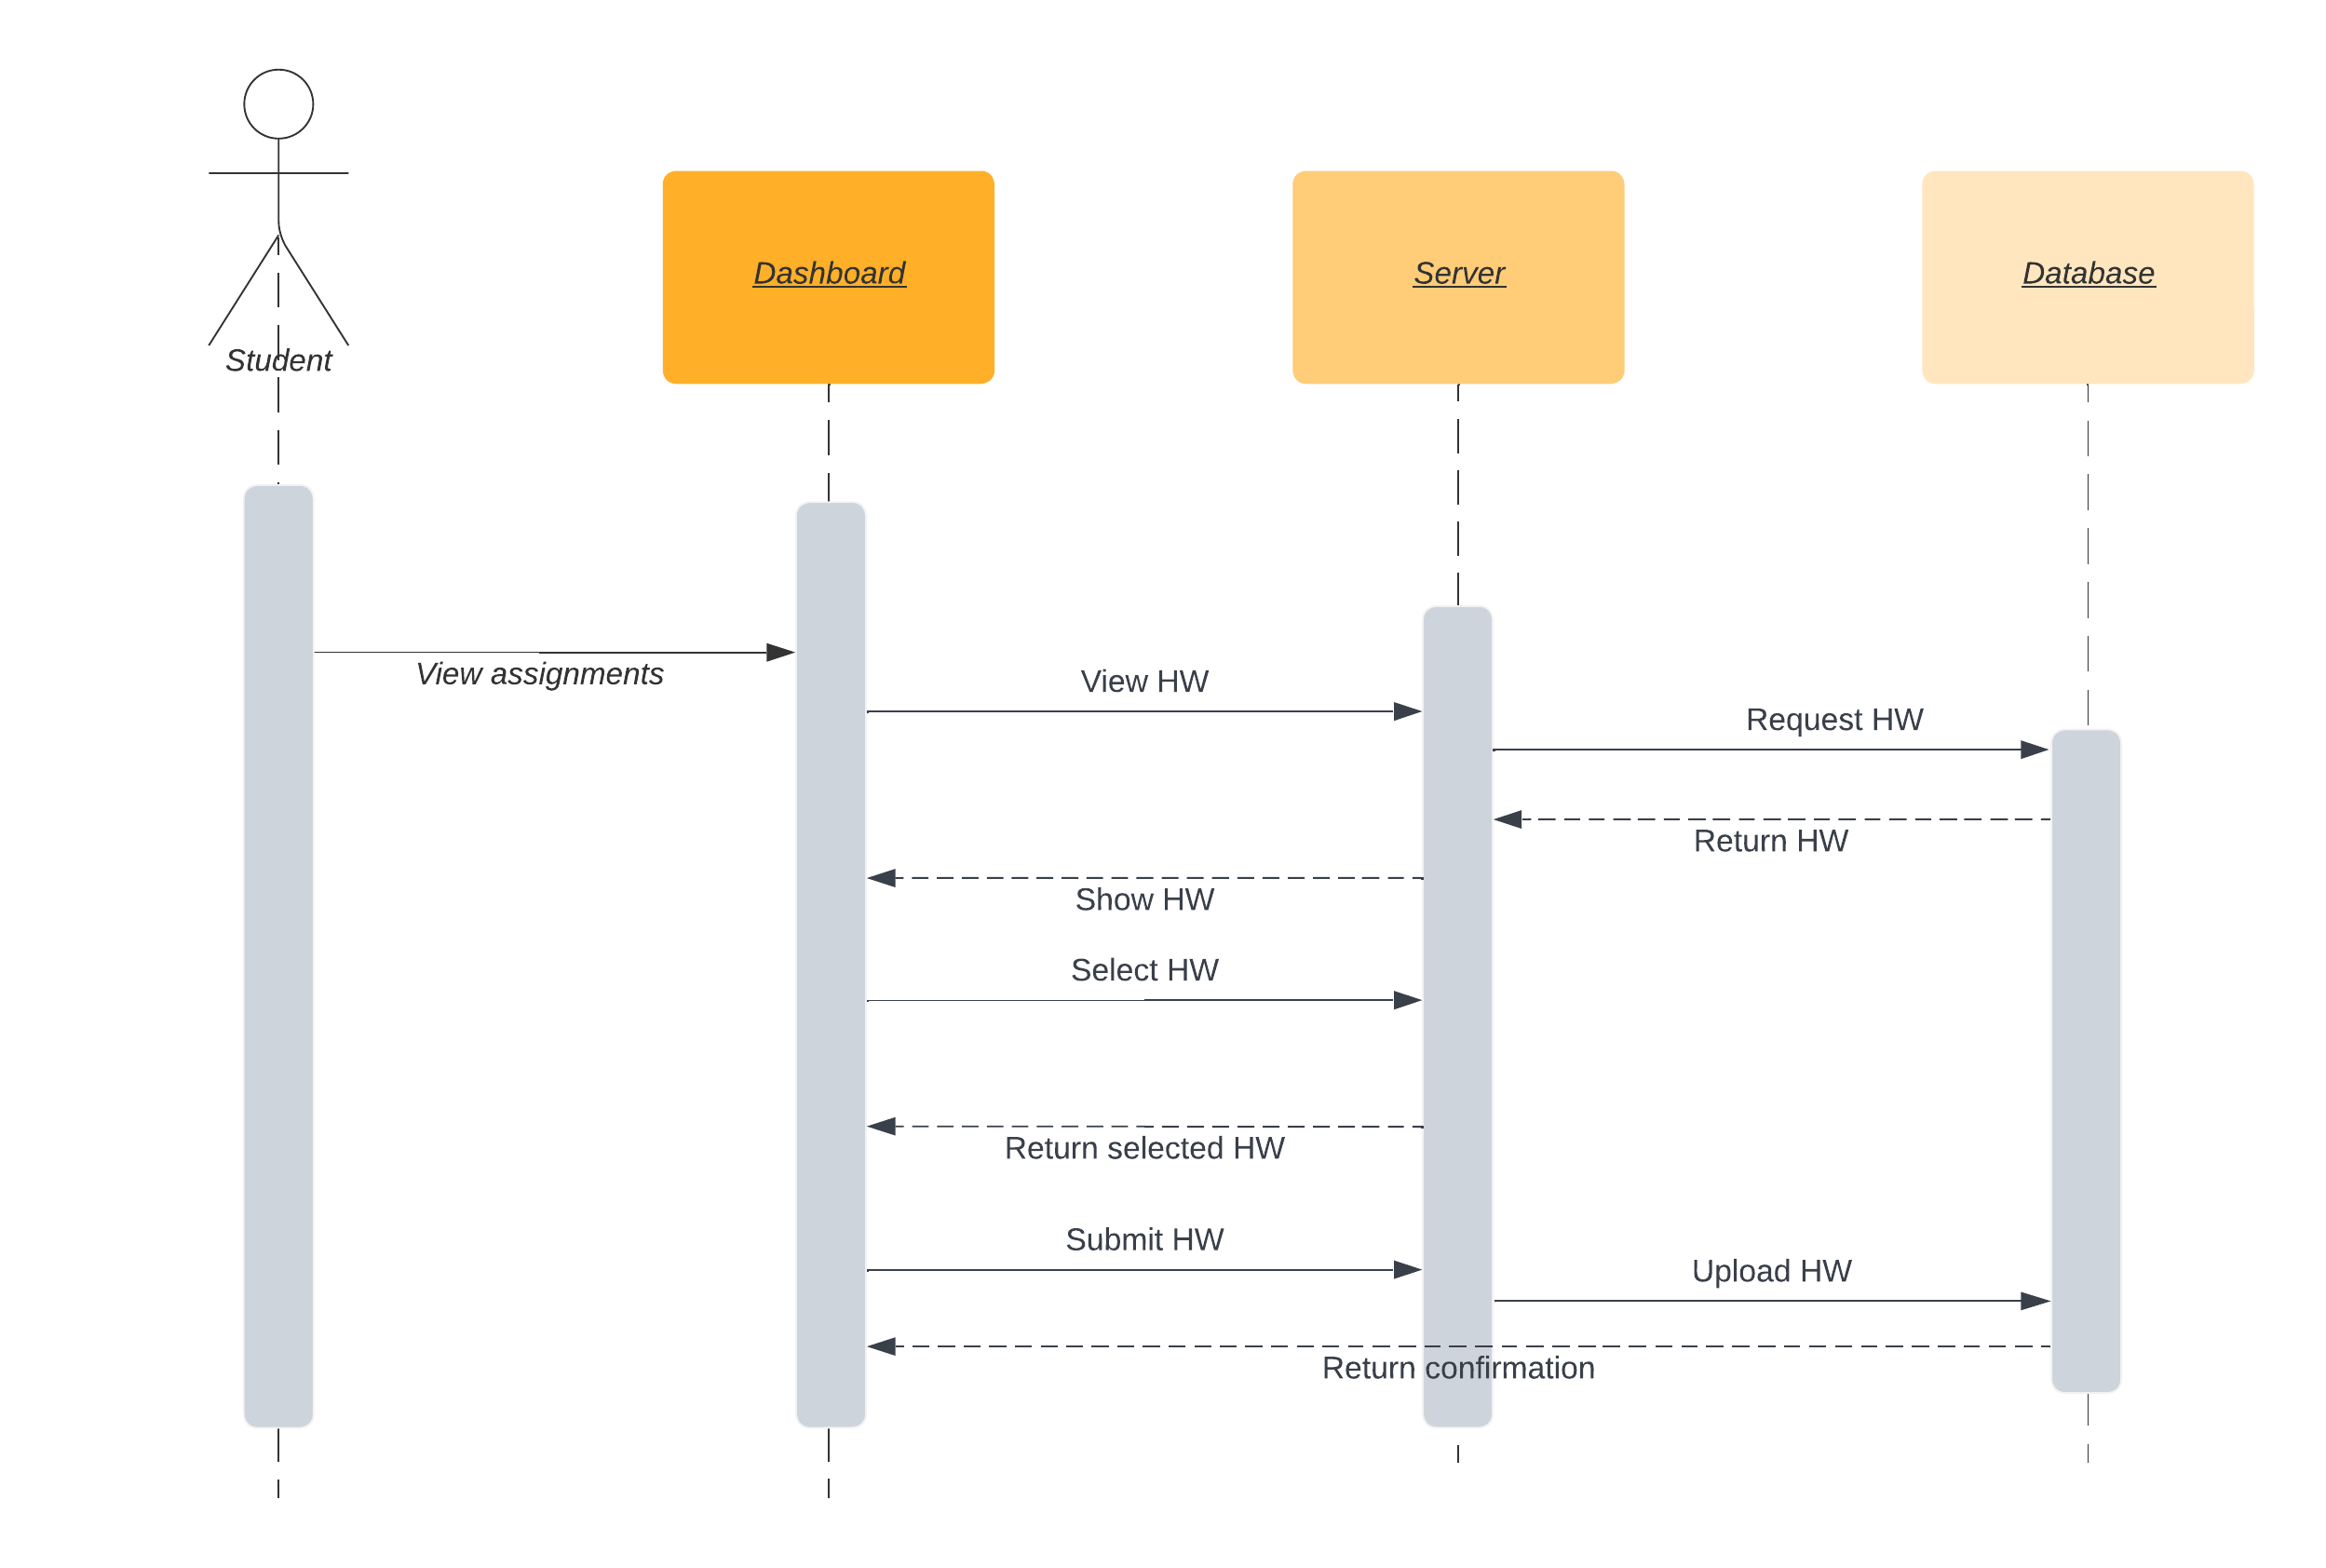 Dashboard
Server
Database
Student
View assignments
View HW
Request HW
Return HW
Show HW
Select HW
Return selected HW
Submit HW
Upload HW
Return confirmation